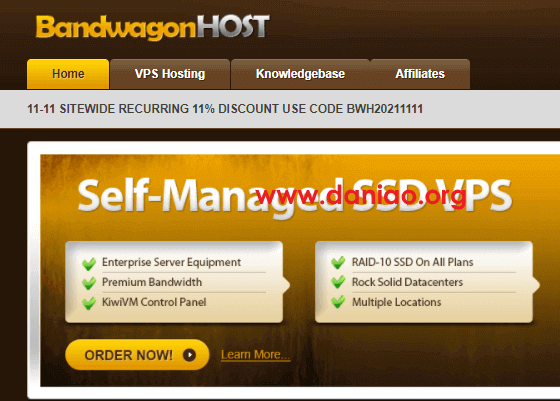 BandwagonHOST
Home VPS Hosting Knowledgebase Affiliates
11-11 SITEWIDE RECURRING 11% DISCOUNT USE CODE BWH20211111
Self-Managed SSD VPS
www.daniao.org
Enterprise Server Equipment
Premium Bandwidth
KiwiVM Control Panel
RAID-10 SSD On All Plans
Rock Solid Datacenters
Multiple Locations
ORDER NOW! Learn More...